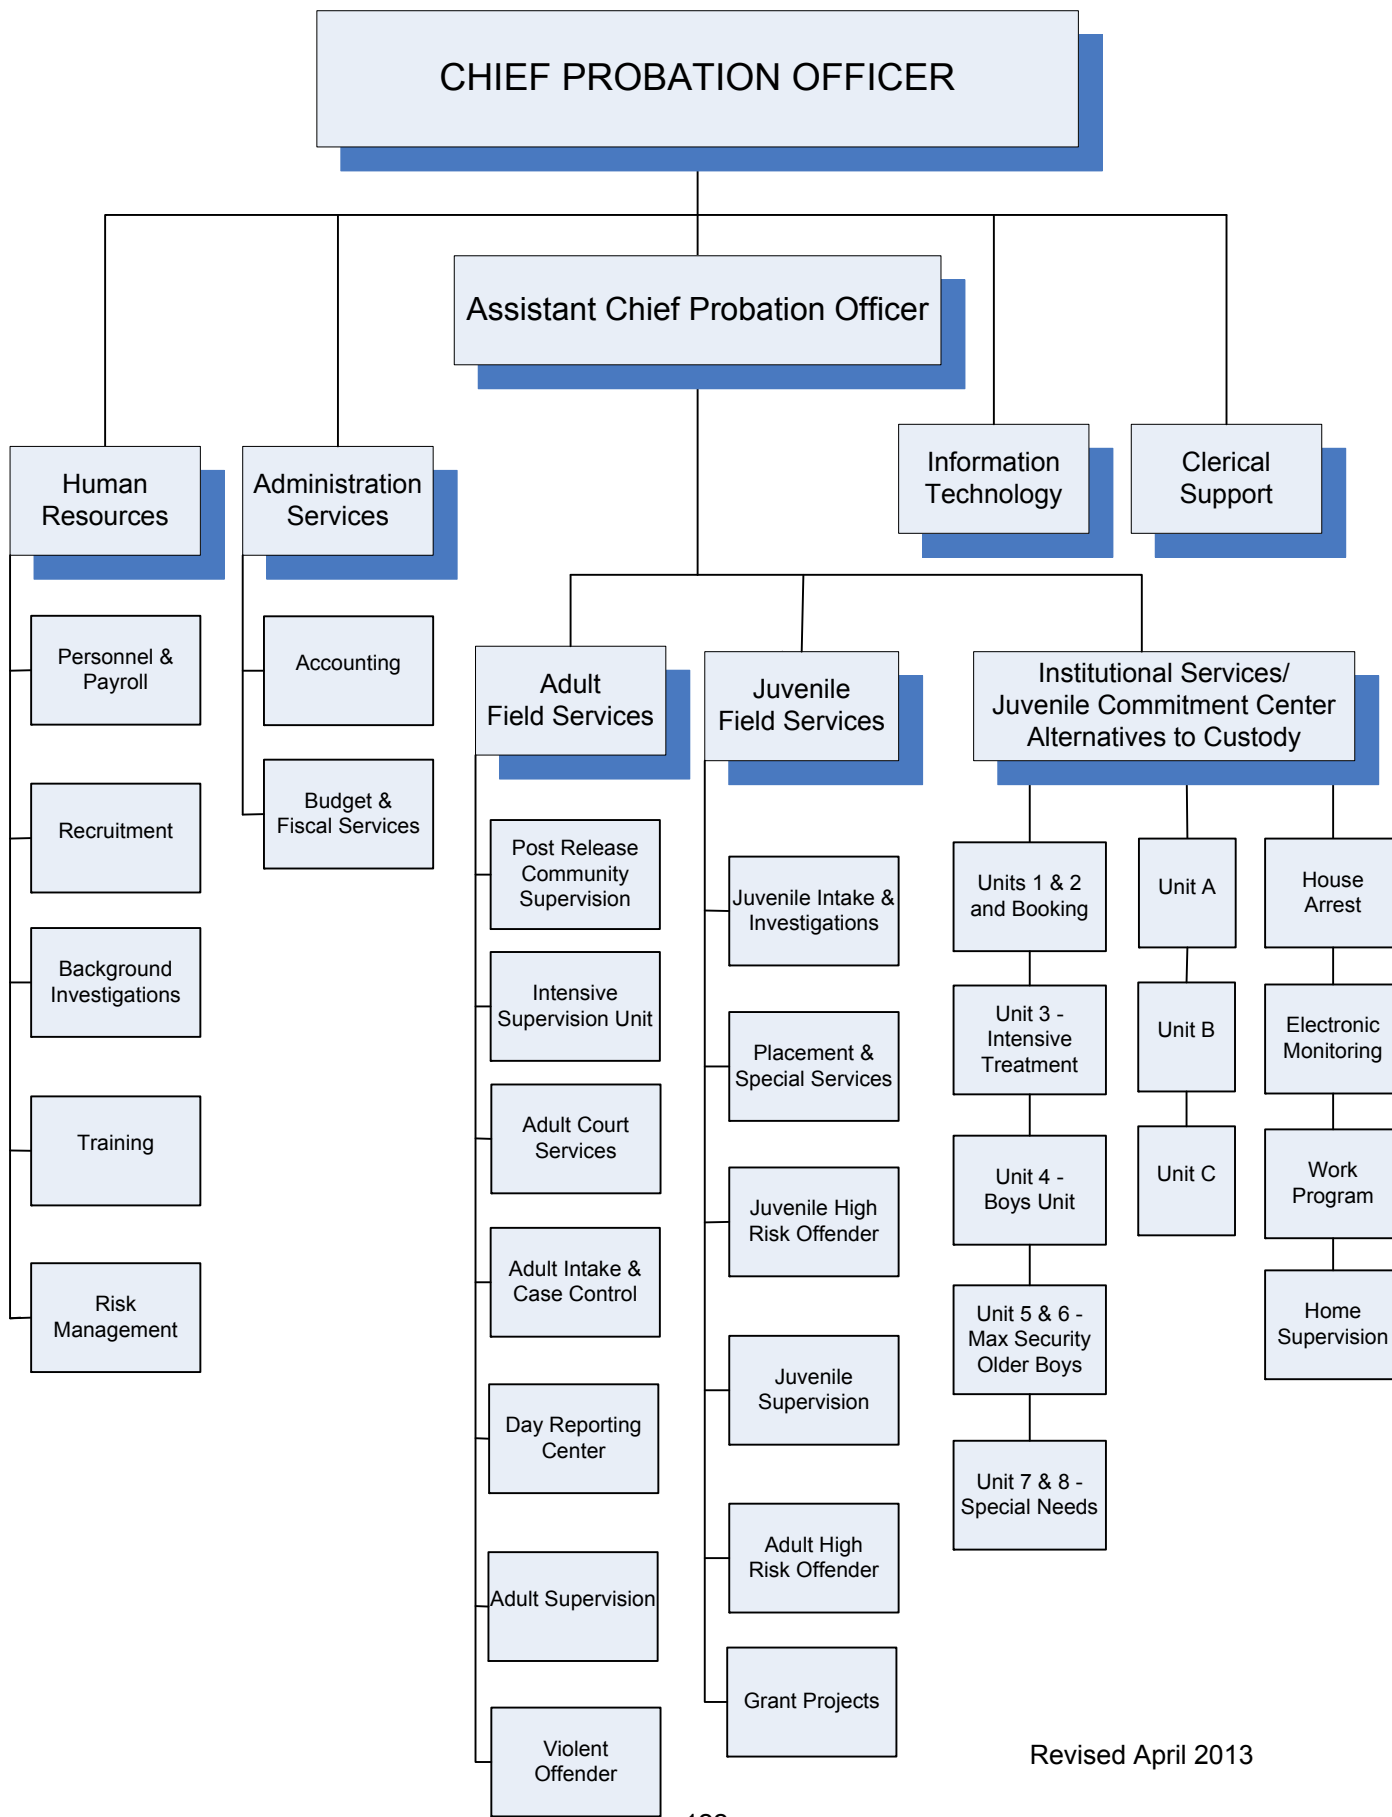 CHIEF PROBATION OFFICER
Assistant Chief Probation Officer
Human
Resources
Administration
Services
Information
Technology
Clerical
Support
Personnel &
Payroll
Recruitment
Background
Investigations
Training
Risk
Management
Accounting
Budget &
Fiscal Services
Adult
Field Services
Post Release
Community
Supervision
Intensive
Supervision Unit
Adult Court
Services
Adult Intake &
Case Control
Day Reporting
Center
Adult Supervision
Violent
Offender
Juvenile
Field Services
Juvenile Intake &
Investigations
Placement &
Special Services
Juvenile High
Risk Offender
Juvenile
Supervision
Adult High
Risk Offender
Grant Projects
Institutional Services/
Juvenile Commitment Center
Alternatives to Custody
Units 1 & 2
and Booking
Unit 3 -
Intensive
Treatment
Unit 4 -
Boys Unit
Unit 5 & 6 -
Max Security
Older Boys
Unit 7 & 8 -
Special Needs
Unit A
Unit B
Unit C
House
Arrest
Electronic
Monitoring
Work
Program
Home
Supervision
Revised April 2013